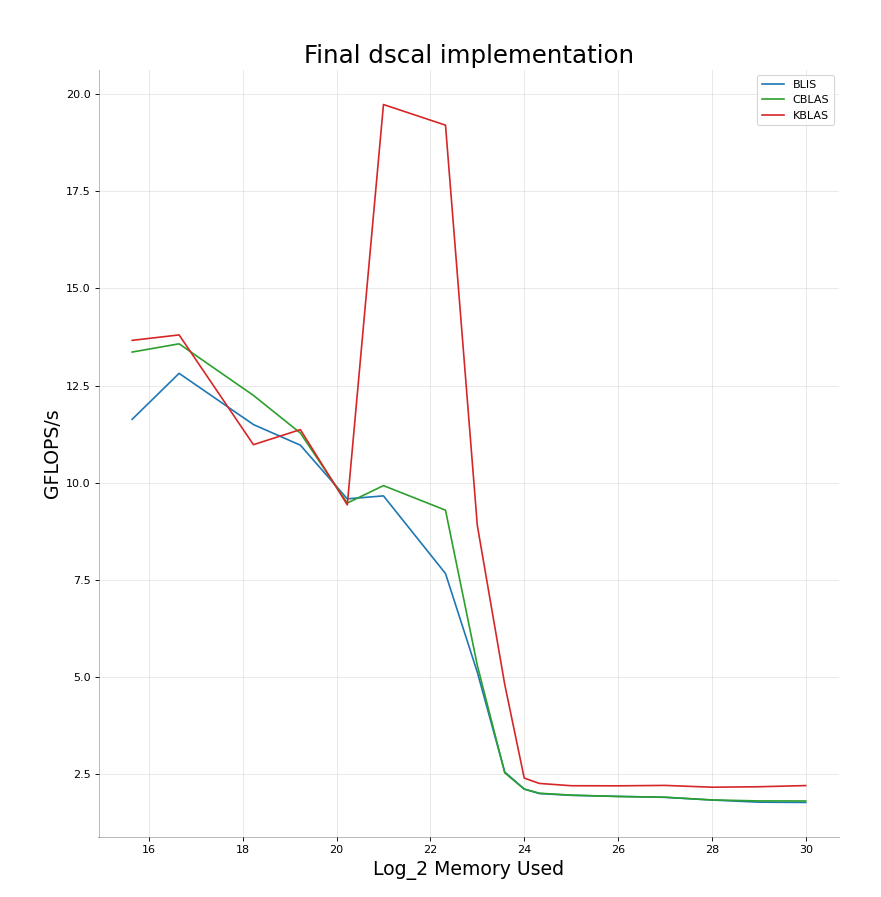 Final dscal implementation
BLIS
CBLAS
KBLAS
GFLOPS/s
20.0
17.5
15.0
12.5
10.0
7.5
5.0
2.5
16 18 20 22 24 26 28 30
Log_2 Memory Used